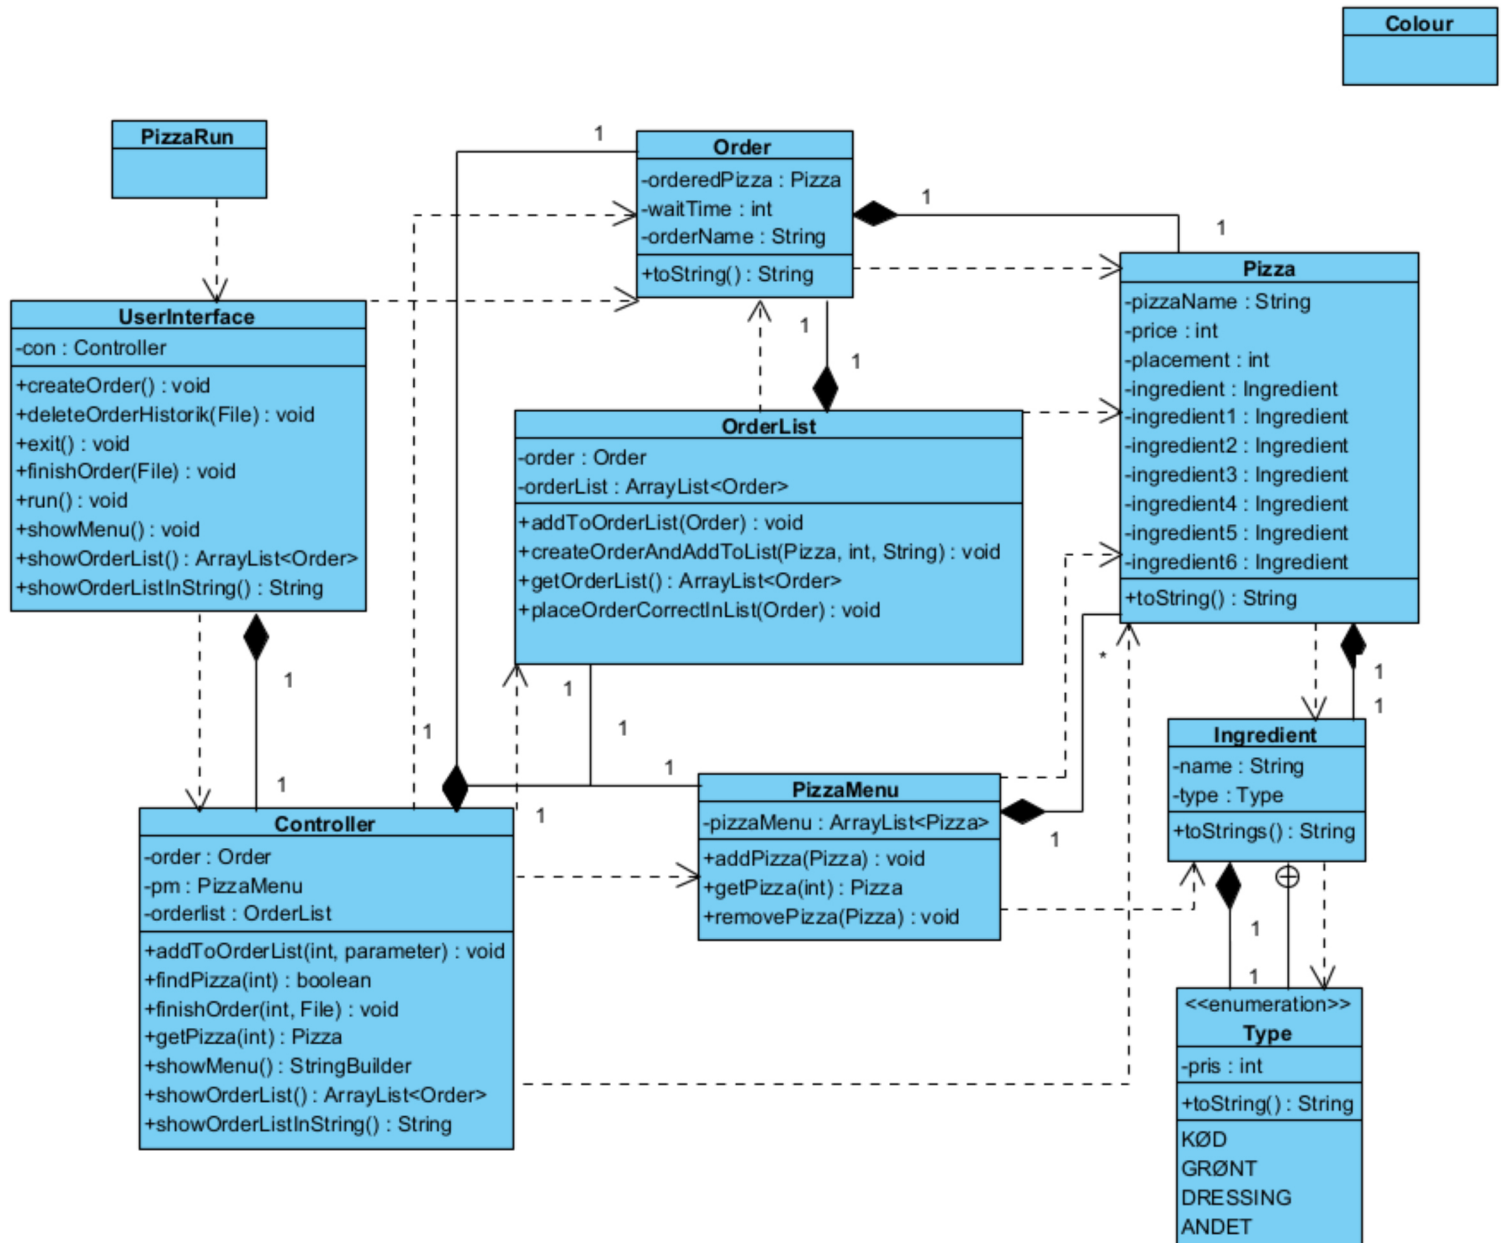 Colour
PizzaRun
1
Order
-orderedPizza : Pizza
-waitTime : int
-orderName : String
+toString() : String
1
1
Pizza
-pizzaName : String
-price : int
-placement : int
-ingredient : Ingredient
-ingredient1 : Ingredient
-ingredient2 : Ingredient
-ingredient3 : Ingredient
-ingredient4 : Ingredient
-ingredient5 : Ingredient
-ingredient6 : Ingredient
+toString() : String
UserInterface
-con : Controller
+createOrder() : void
+deleteOrderHistorik(File) : void
+exit() : void
+finishOrder(File) : void
+run() : void
+showMenu() : void
+showOrderList() : ArrayList<Order>
+showOrderListInString() : String
1
1
OrderList
-order : Order
-orderList : ArrayList<Order>
+addToOrderList(Order) : void
+createOrderAndAddToList(Pizza, int, String) : void
+getOrderList() : ArrayList<Order>
+placeOrderCorrectInList(Order) : void
*
1
1
1
1
1
1
1
1
1
1
1
Ingredient
-name : String
-type : Type
+toStrings() : String
PizzaMenu
-pizzaMenu : ArrayList<Pizza>
+addPizza(Pizza) : void
+getPizza(int) : Pizza
+removePizza(Pizza) : void
Controller
-order : Order
-pm : PizzaMenu
-orderlist : OrderList
+addToOrderList(int, parameter) : void
+findPizza(int) : boolean
+finishOrder(int, File) : void
+getPizza(int) : Pizza
+showMenu() : StringBuilder
+showOrderList() : ArrayList<Order>
+showOrderListInString() : String
1
1
<<enumeration>>
Type
-pris : int
+toString() : String
KØD
GRØNT
DRESSING
ANDET